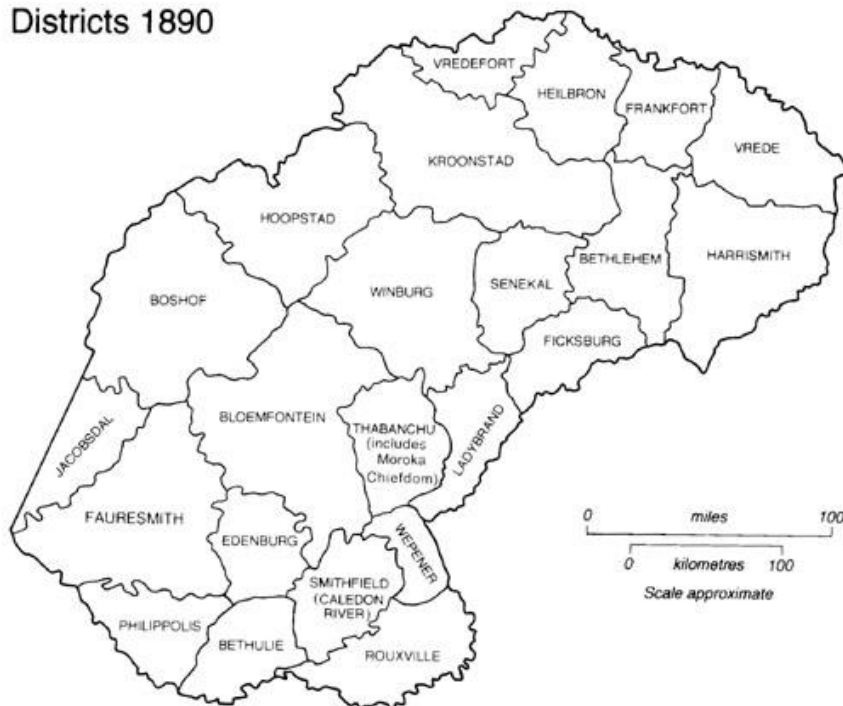 Districts 1890
VREDEFORT
HEILBRON
FRANKFORT
VREDE
KROONSTAD
HOOPSTAD
BETHLEHEM
HARRISMITH
BOSHOF
WINBURG
SENEKAL
FICKSBURG
JACOBSDAL
BLOEMFONTEIN
THABANCHU
(includes
Moroka
Chiefdom)
LADYBRAND
FAURESMITH
EDENBURG
WEPENER
SMITHFIELD
(CALEDON
RIVER)
PHILIPPOLIS
BETHULIE
ROUXVILLE
0 miles 100
0 kilometres 100
Scale approximate